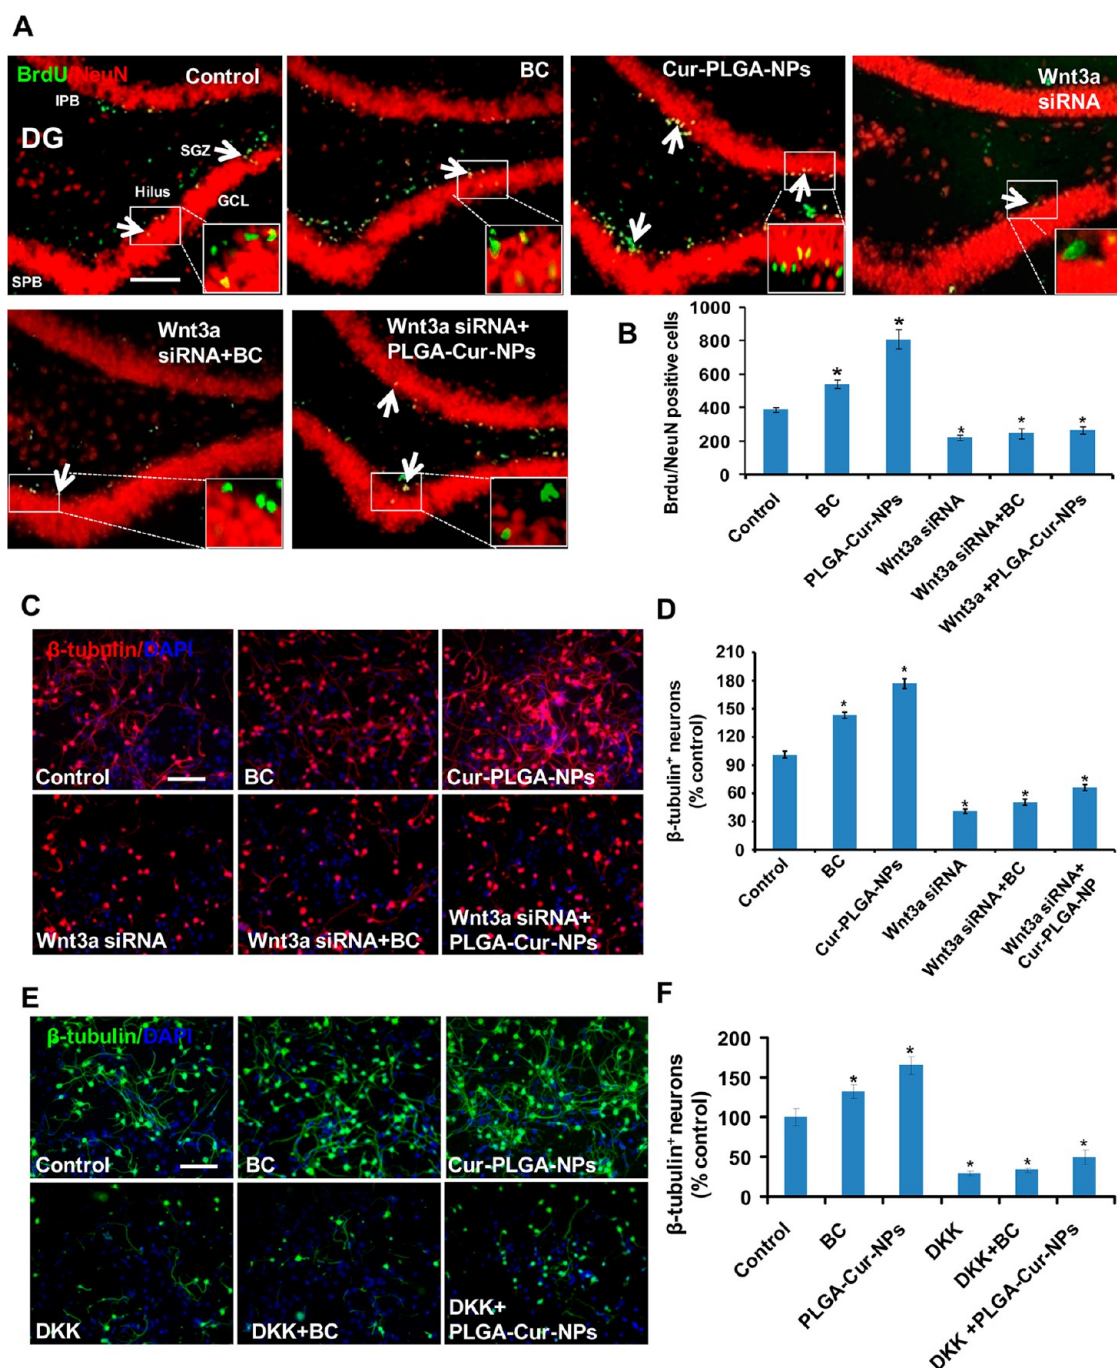 A
BrdU/NeuN
Control
IPB
DG
SGZ
Hilus
GCL
SPB
BC
Cur-PLGA-NPs
Wnt3a
siRNA
Wnt3a
siRNA+BC
Wnt3a siRNA+
PLGA-Cur-NPs
B
Brdu/NeuN positive cells
1000
800
600
400
200
0
*
*
*
*
*
Control
BC
PLGA-Cur-NPs
Wnt3a siRNA
Wnt3a siRNA+BC
Wnt3a +PLGA-Cur-NPs
C
β-tubulin/DAPI
Control
BC
Cur-PLGA-NPs
Wnt3a siRNA
Wnt3a siRNA+BC
Wnt3a siRNA+
PLGA-Cur-NPs
D
β-tubulin⁺ neurons
(% control)
210
180
150
120
90
60
30
0
*
*
*
*
*
Control
BC
Cur-PLGA-NPs
Wnt3a siRNA
Wnt3a siRNA +BC
Wnt3a siRNA+
Cur-PLGA-NP
E
β-tubulin/DAPI
Control
BC
Cur-PLGA-NPs
DKK
DKK+BC
DKK+
PLGA-Cur-NPs
F
β-tubulin⁺ neurons
(% control)
200
150
100
50
0
*
*
*
*
*
Control
BC
PLGA-Cur-NPs
DKK
DKK+BC
DKK +PLGA-Cur-NPs